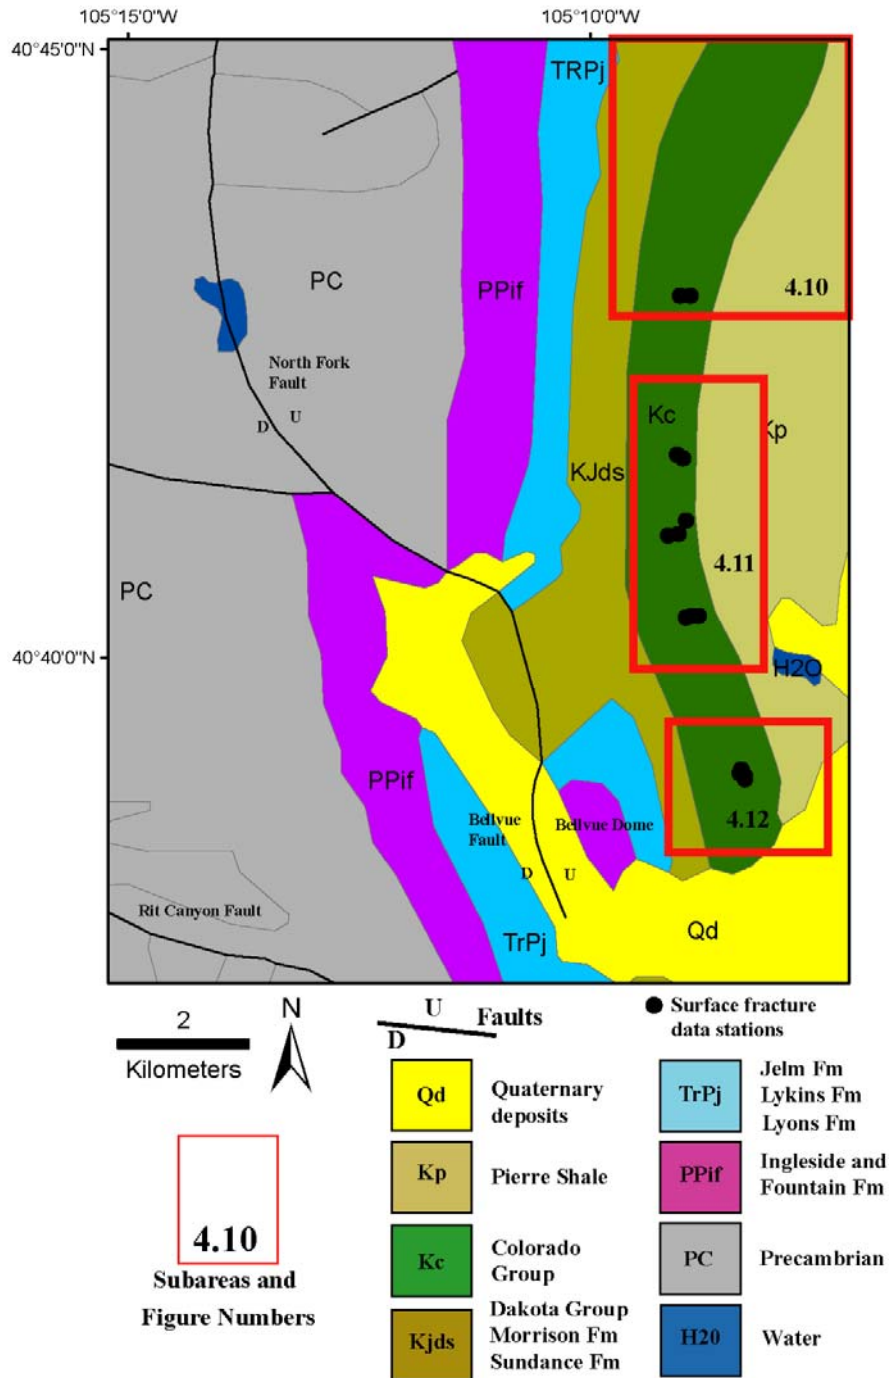 105°15'0"W
105°10'0"W
40°45'0"N
TRPj
PC
PPif
4.10
North Fork
Fault
U
D
Kc
Kp
KJds
4.11
PC
40°40'0"N
H2O
PPif
Bellvue
Fault
Bellvue Dome
4.12
D
U
Rit Canyon Fault
TrPj
Qd
2
Kilometers
N
U
D
Faults
Surface fracture
data stations
Qd
Quaternary
deposits
TrPj
Jelm Fm
Lykins Fm
Lyons Fm
Kp
Pierre Shale
PPif
Ingleside and
Fountain Fm
4.10
Subareas and
Figure Numbers
Kc
Colorado
Group
PC
Precambrian
Kjds
Dakota Group
Morrison Fm
Sundance Fm
H20
Water